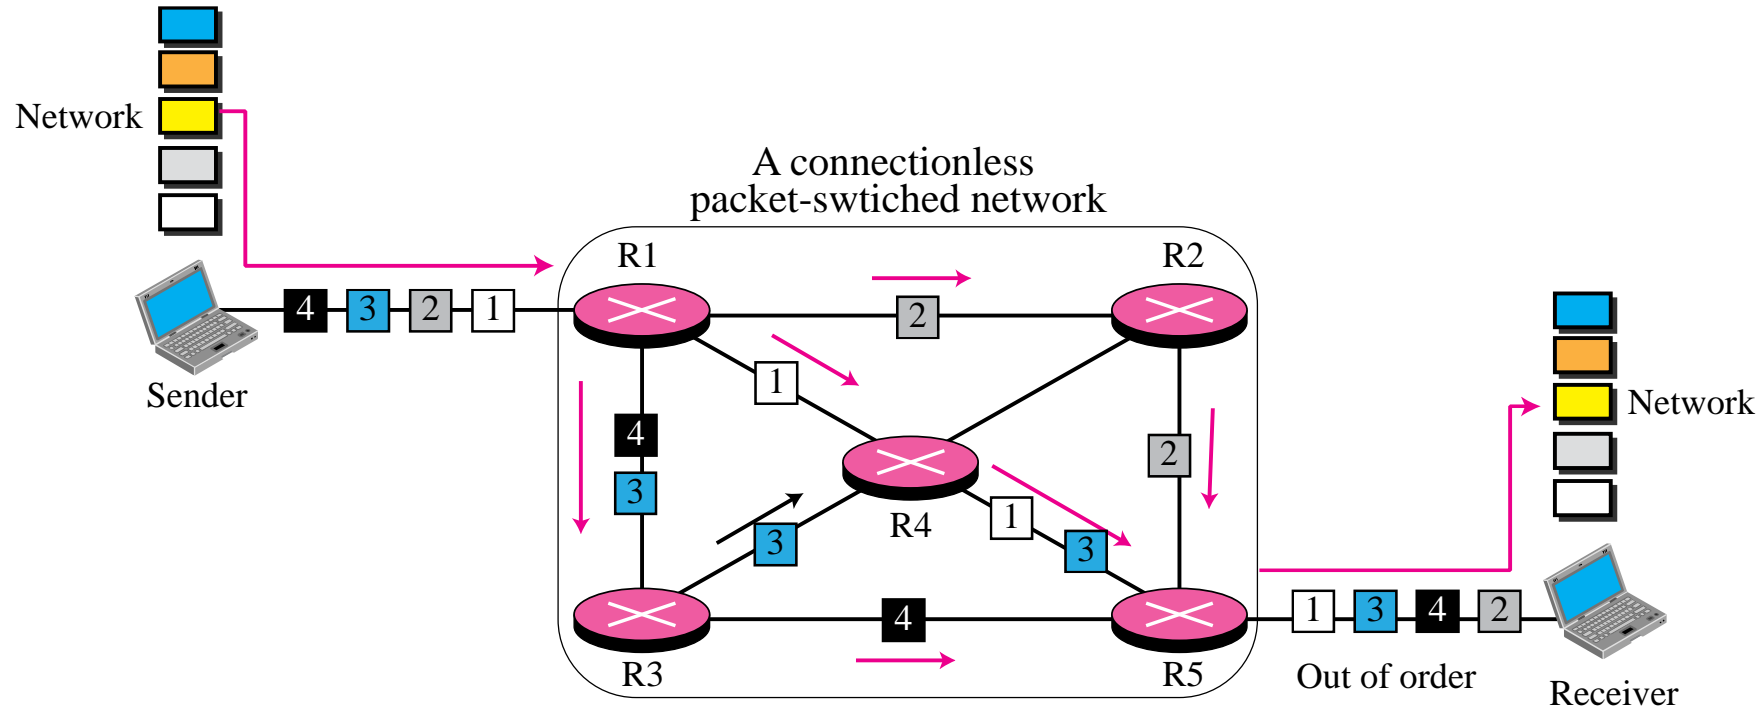 Network
A connectionless
packet-swtiched network
R1
R2
4 3 2 1
2
Sender
1
Network
4
2
3
R4
1
3
3
4
1 3 4 2
R3
R5
Out of order
Receiver